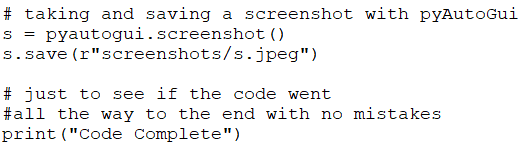 # taking and saving a screenshot with pyAutoGui
s = pyautogui.screenshot()
s.save(r"screenshots/s.jpeg")
# just to see if the code went
#all the way to the end with no mistakes
print("Code Complete")